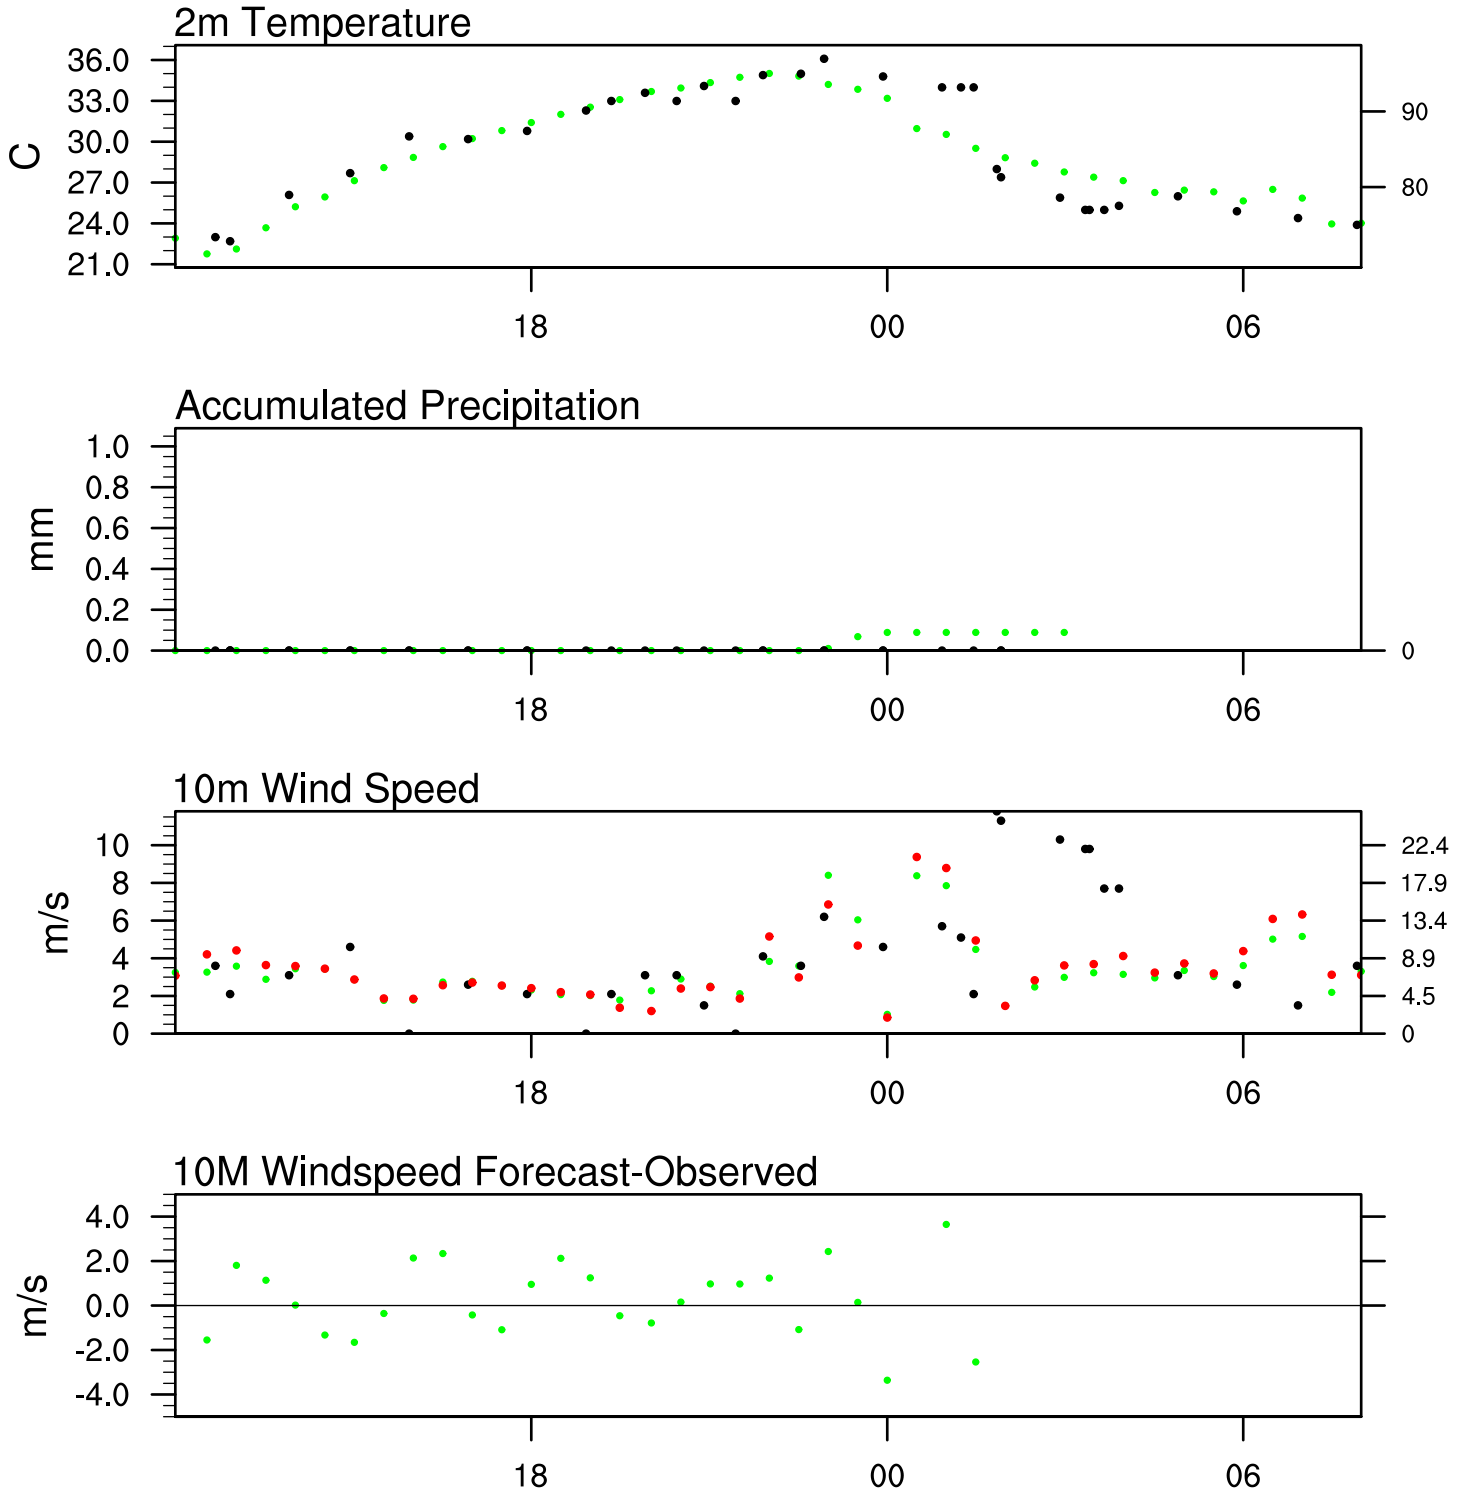 2m Temperature
36.0
33.0
90
30.0
C
27.0
80
24.0
21.0
18 00 06
Accumulated Precipitation
1.0
0.8
0.6
mm
0.4
0.2
0.0 0
18 00 06
10m Wind Speed
10 22.4
8 17.9
6 13.4
m/s
4 8.9
2 4.5
0 0
18 00 06
10M Windspeed Forecast-Observed
4.0
2.0
0.0
m/s
-2.0
-4.0
18 00 06